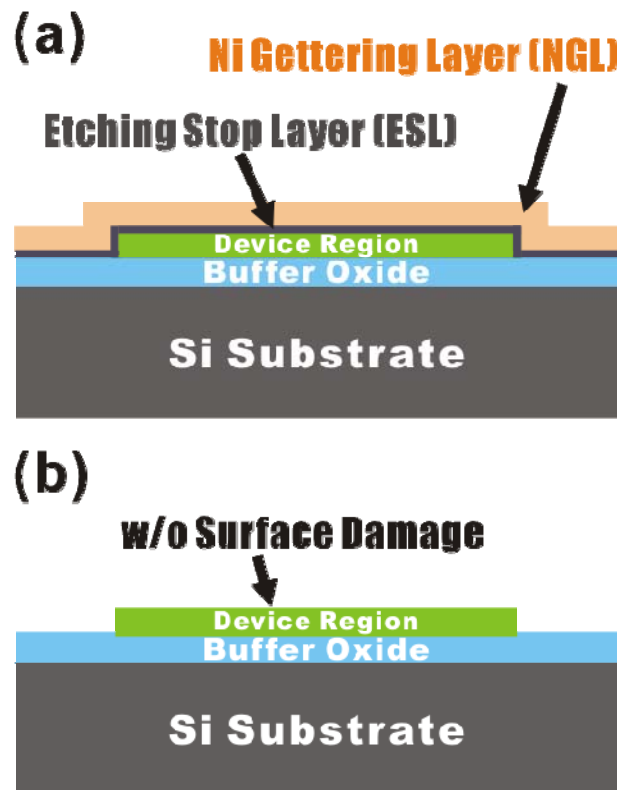 (a)
Ni Gettering Layer (NGL)
Etching Stop Layer (ESL)
Device Region
Buffer Oxide
Si Substrate
(b)
w/o Surface Damage
Device Region
Buffer Oxide
Si Substrate